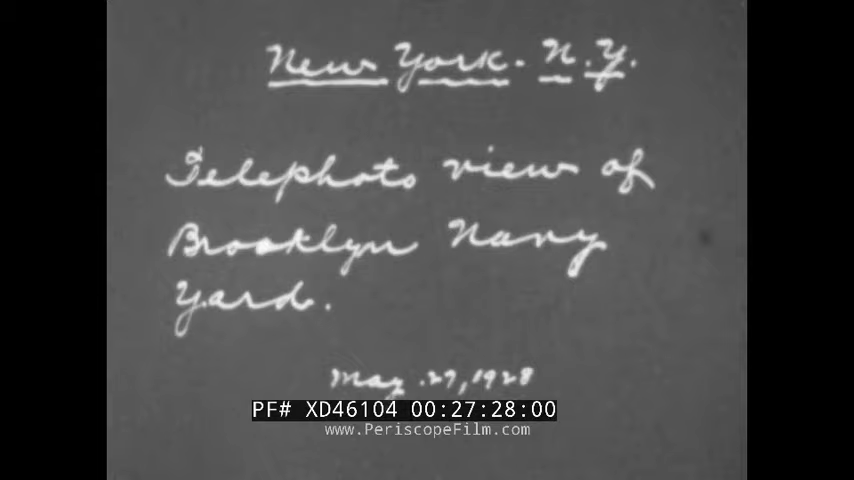 New York. N.Y.
Telephoto view of
Brooklyn Navy
Yard.
May. 27, 1928
PF# XD46104 00:27:28:00
www.PeriscopeFilm.com